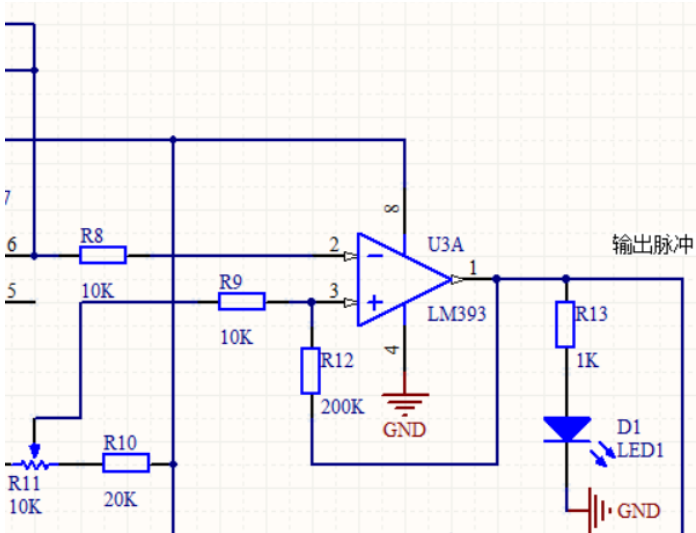 8
7
U3A
输出脉冲
6
R8
2
1
10K
R9
5
3
LM393
R13
10K
4
R12
1K
200K
GND
D1
R10
LED1
R11
20K
10K
GND